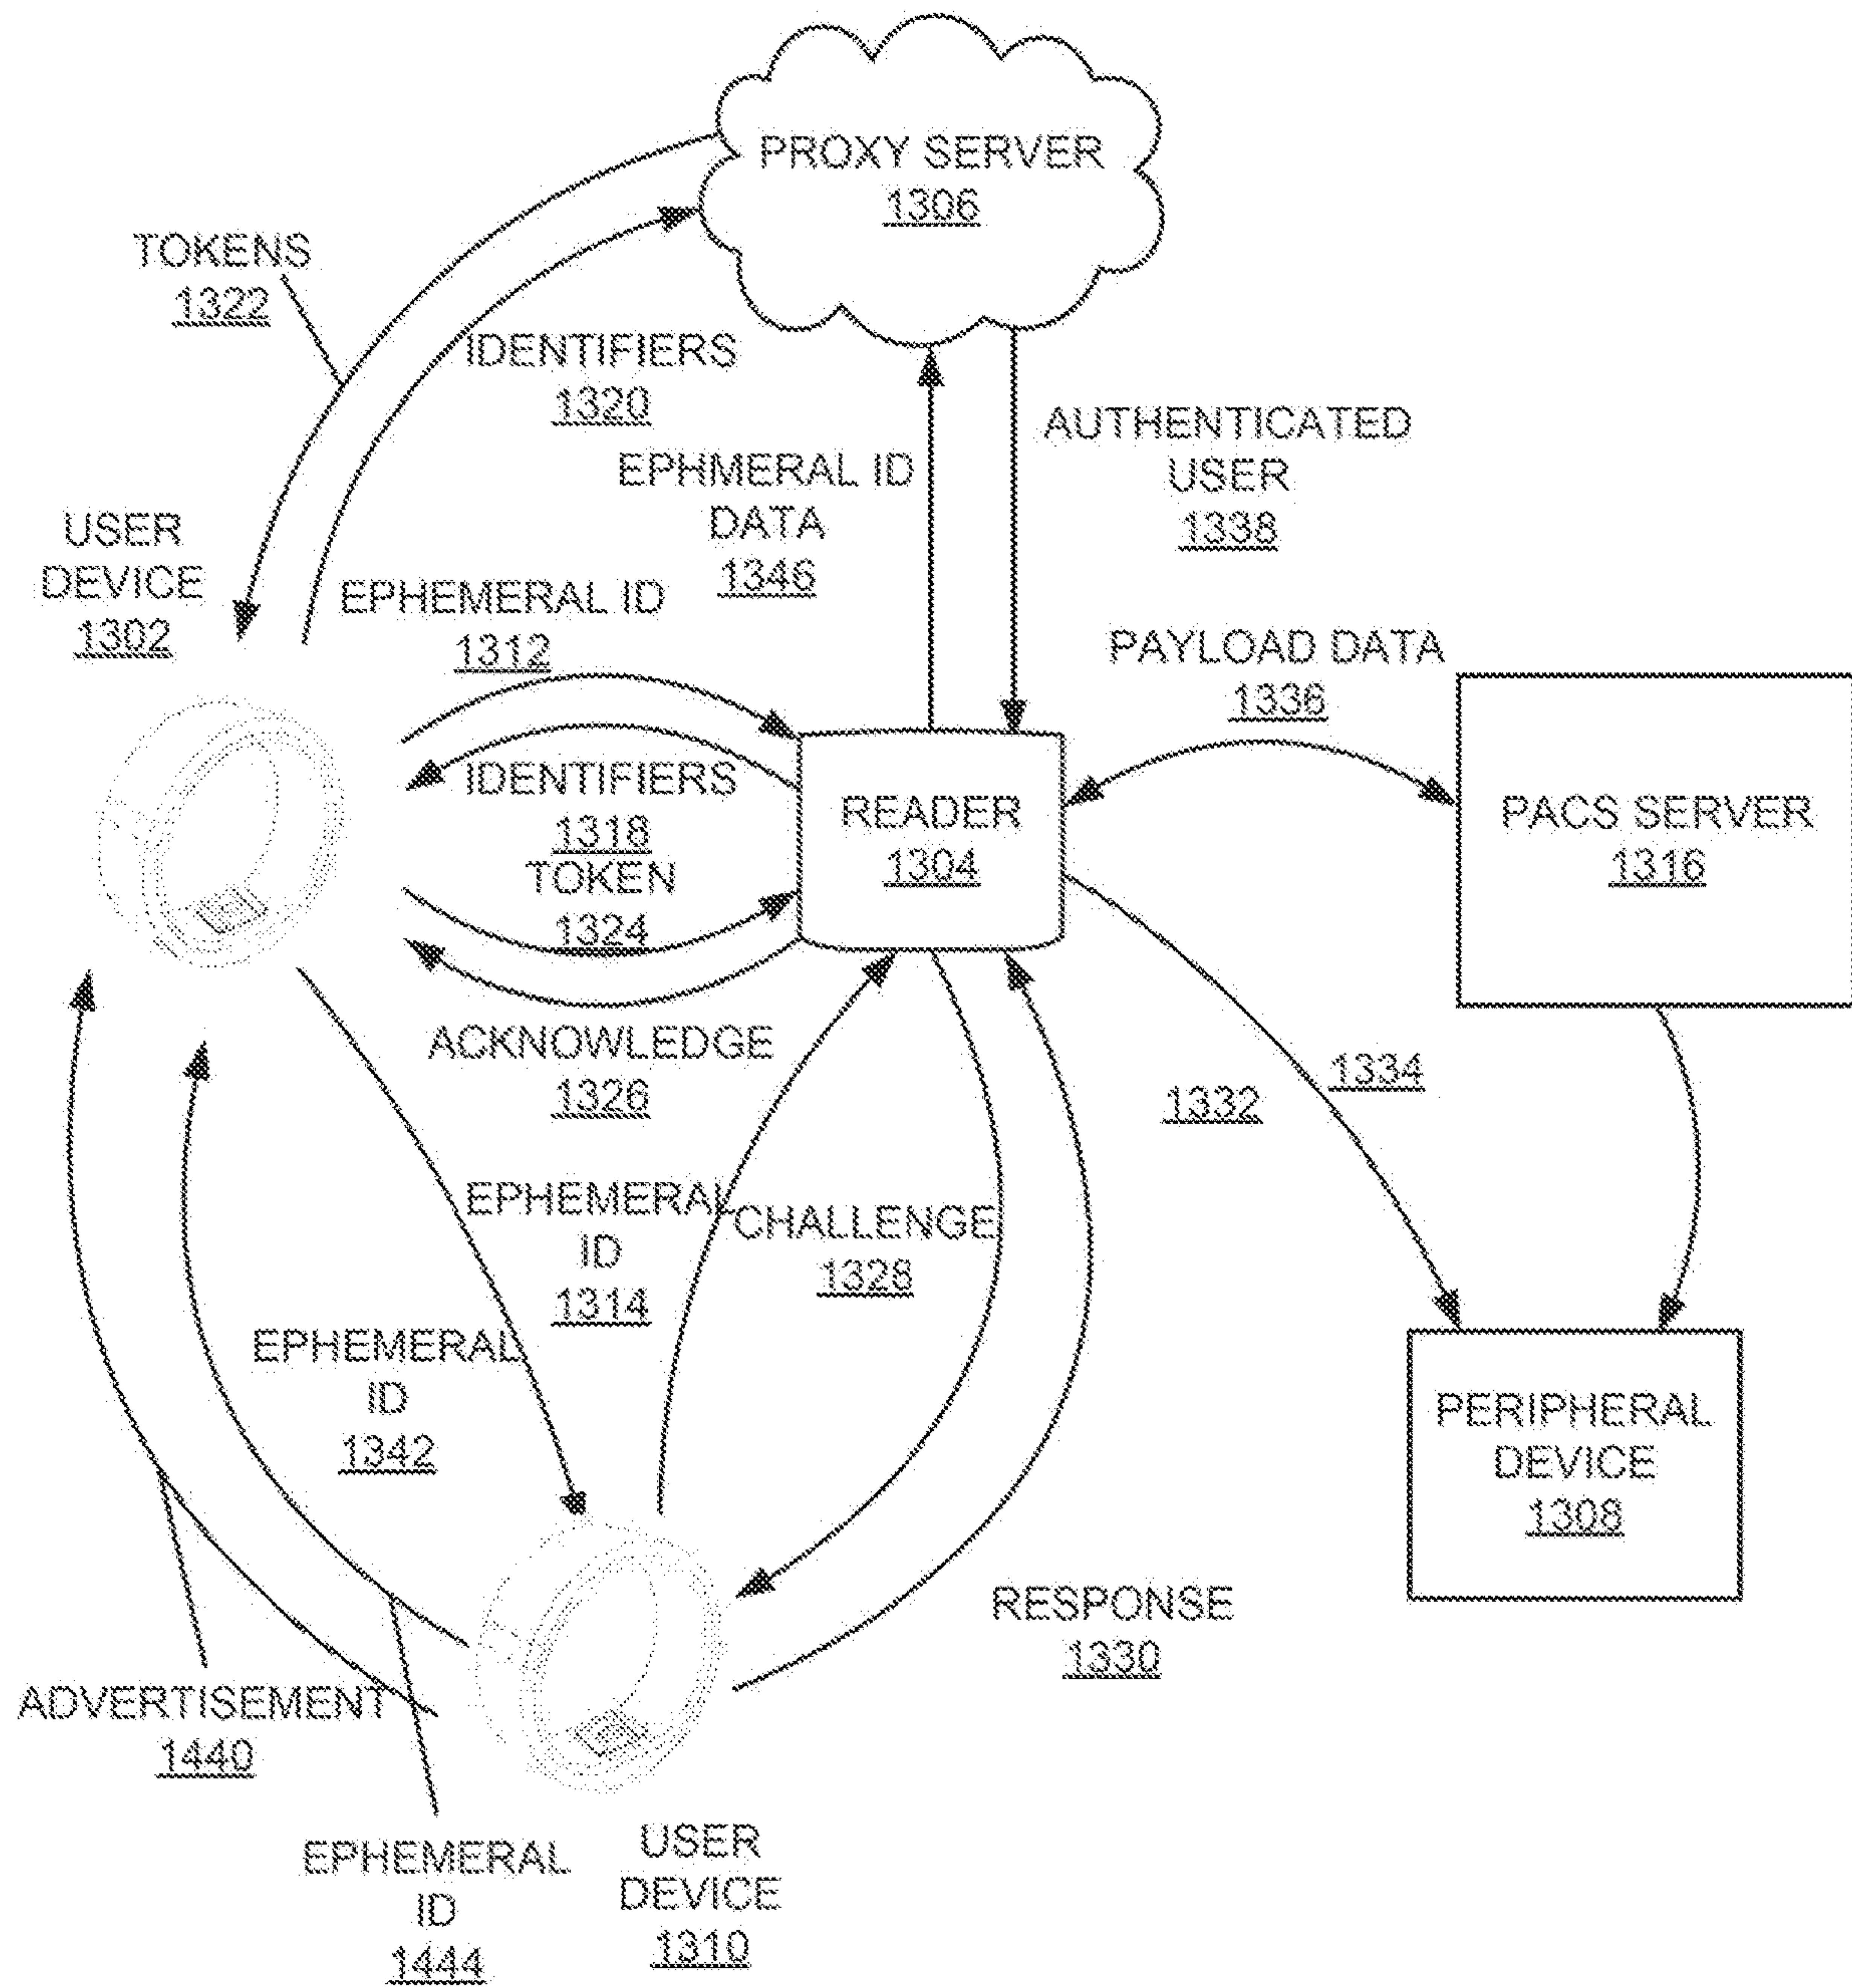 PROXY SERVER
1306
TOKENS
1322
IDENTIFIERS
1320
EPHMERAL ID
DATA
1346
AUTHENTICATED
USER
1338
USER
DEVICE
1302
EPHEMERAL ID
1312
PAYLOAD DATA
1336
IDENTIFIERS
1318
TOKEN
1324
READER
1304
PACS SERVER
1316
ACKNOWLEDGE
1326
1332
1334
EPHEMERAL
ID
1314
CHALLENGE
1328
EPHEMERAL
ID
1342
PERIPHERAL
DEVICE
1308
RESPONSE
1330
ADVERTISEMENT
1440
EPHEMERAL
ID
1444
USER
DEVICE
1310